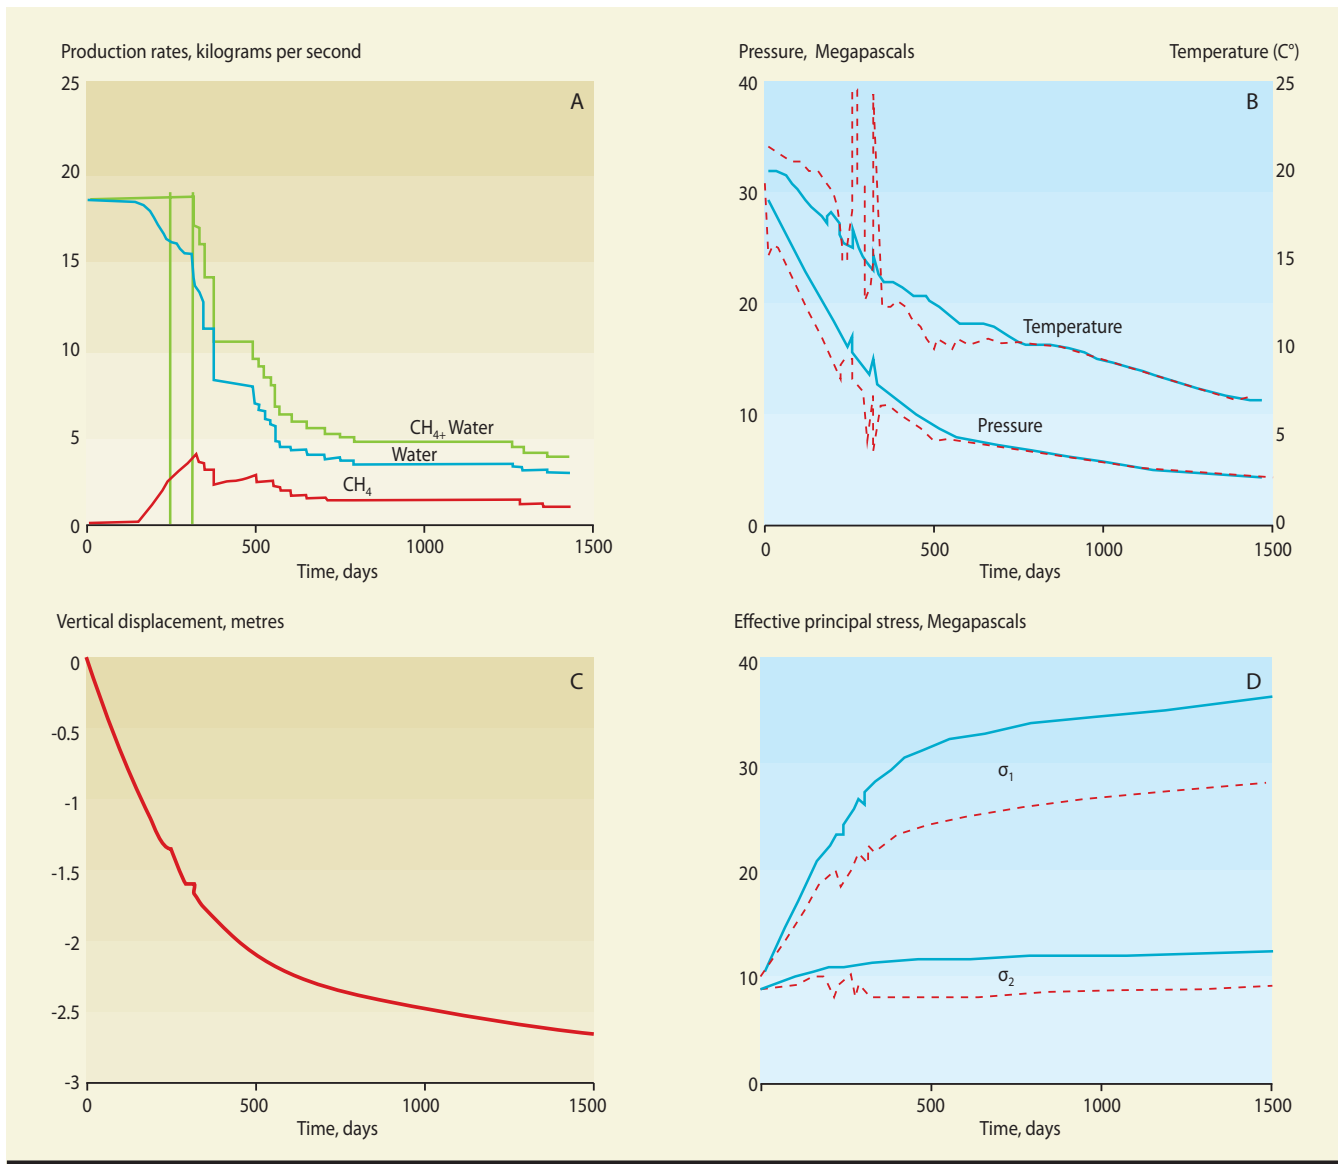 Production rates, kilograms per second
25
20
15
10
5
0
A
CH4+ Water
Water
CH4
0 500 1000 1500
Time, days
Pressure, Megapascals Temperature (C°)
40
30
20
10
0
25
20
15
10
5
0
B
Temperature
Pressure
0 500 1000 1500
Time, days
Vertical displacement, metres
0
-0.5
-1
-1.5
-2
-2.5
-3
C
0 500 1000 1500
Time, days
Effective principal stress, Megapascals
40
30
20
10
0
D
σ1
σ2
500 1000 1500
Time, days